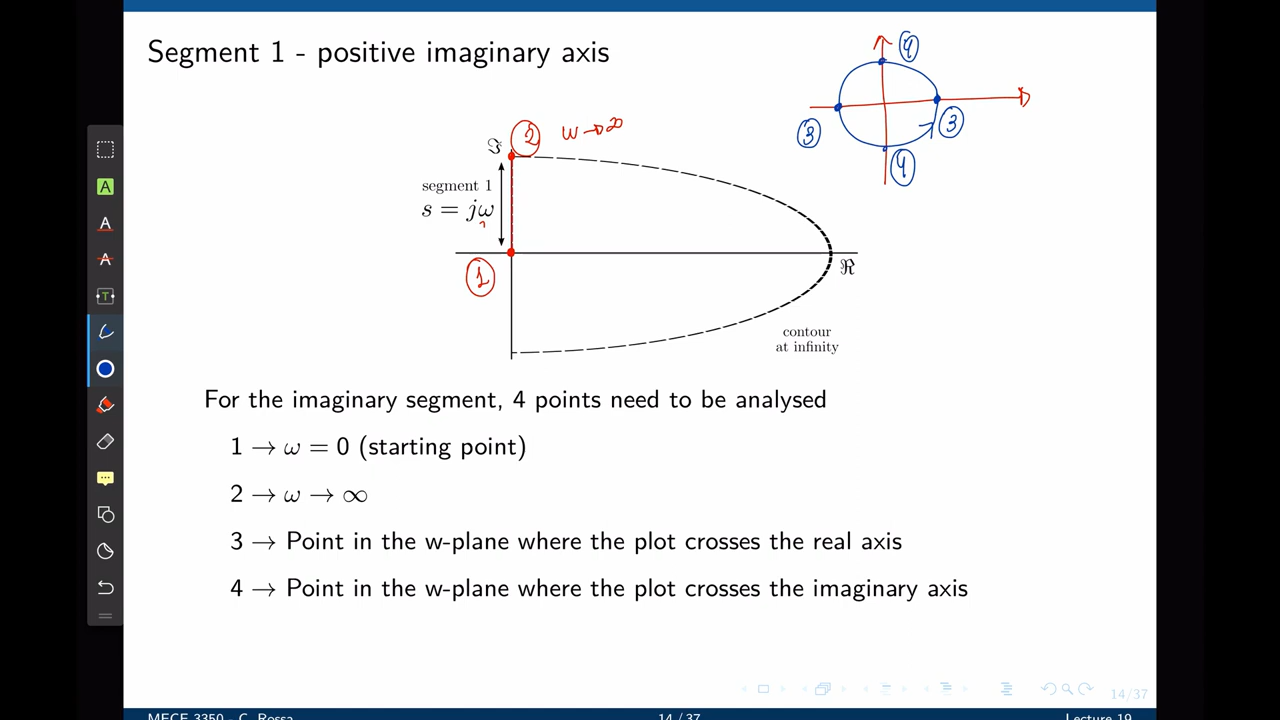 Segment 1 - positive imaginary axis
4
3
3
4
2 w→∞
ℑ
segment 1
s = jω
1
ℜ
contour
at infinity
For the imaginary segment, 4 points need to be analysed
1 → ω = 0 (starting point)
2 → ω → ∞
3 → Point in the w-plane where the plot crosses the real axis
4 → Point in the w-plane where the plot crosses the imaginary axis
A
A
A
T
14/37
MECE 3350 - C. Rossa
14 / 37
Lecture 19